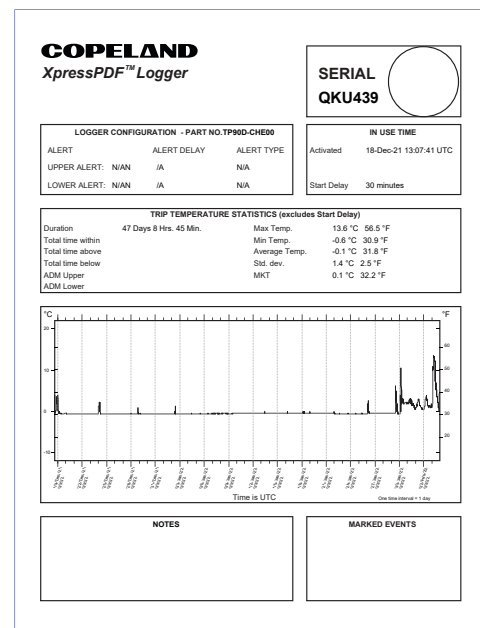 COPELAND
XpressPDF™ Logger
SERIAL
QKU439
LOGGER CONFIGURATION - PART NO.TP90D-CHE00
ALERT ALERT DELAY ALERT TYPE
UPPER ALERT: N/AN /A N/A
LOWER ALERT: N/AN /A N/A
IN USE TIME
Activated 18-Dec-21 13:07:41 UTC
Start Delay 30 minutes
TRIP TEMPERATURE STATISTICS (excludes Start Delay)
Duration 47 Days 8 Hrs. 45 Min. Max Temp. 13.6 °C 56.5 °F
Total time within Min Temp. -0.6 °C 30.9 °F
Total time above Average Temp. -0.1 °C 31.8 °F
Total time below Std. dev. 1.4 °C 2.5 °F
ADM Upper MKT 0.1 °C 32.2 °F
ADM Lower
°C °F
20
60
10
50
40
0
30
20
-10
Time is UTC
One time interval = 1 day
NOTES
MARKED EVENTS